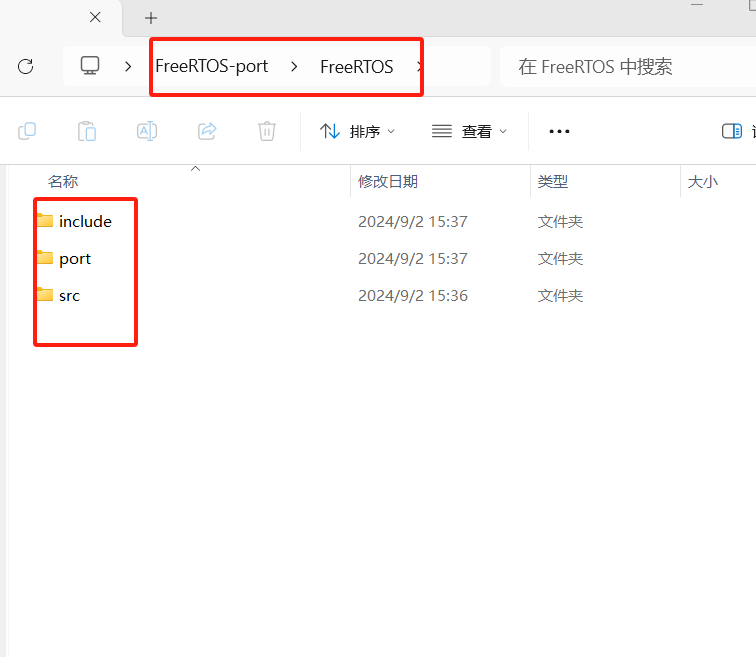 FreeRTOS-port FreeRTOS 在 FreeRTOS 中搜索
排序 查看
名称 修改日期 类型 大小
include 2024/9/2 15:37 文件夹
port 2024/9/2 15:37 文件夹
src 2024/9/2 15:36 文件夹